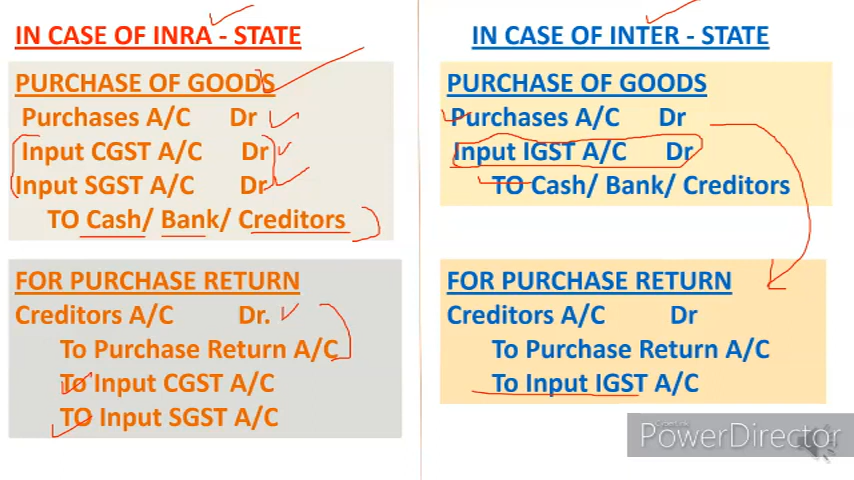 IN CASE OF INRA - STATE
PURCHASE OF GOODS
Purchases A/C Dr
Input CGST A/C Dr
Input SGST A/C Dr
TO Cash/ Bank/ Creditors
FOR PURCHASE RETURN
Creditors A/C Dr.
To Purchase Return A/C
To Input CGST A/C
TO Input SGST A/C
IN CASE OF INTER - STATE
PURCHASE OF GOODS
Purchases A/C Dr
Input IGST A/C Dr
TO Cash/ Bank/ Creditors
FOR PURCHASE RETURN
Creditors A/C Dr
To Purchase Return A/C
To Input IGST A/C
CyberLink
PowerDirector